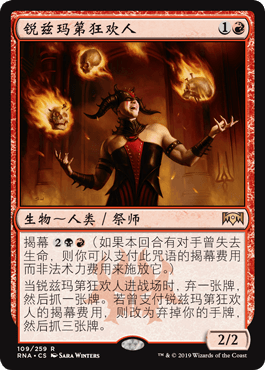 锐兹玛第狂欢人 1
生物～人类／祭师
揭幕 2（如果本回合有对手曾失去生
命，则你可以支付此咒语的揭幕费用
而非法术力费用来施放它。）
当锐兹玛第狂欢人进战场时，弃一张牌，
然后抓一张牌。若曾支付锐兹玛第狂欢
人的揭幕费用，则改为弃掉你的手牌，
然后抓三张牌。
2/2
109/259 R
RNA • CS SARA WINTERS
™ & © 2019 Wizards of the Coast